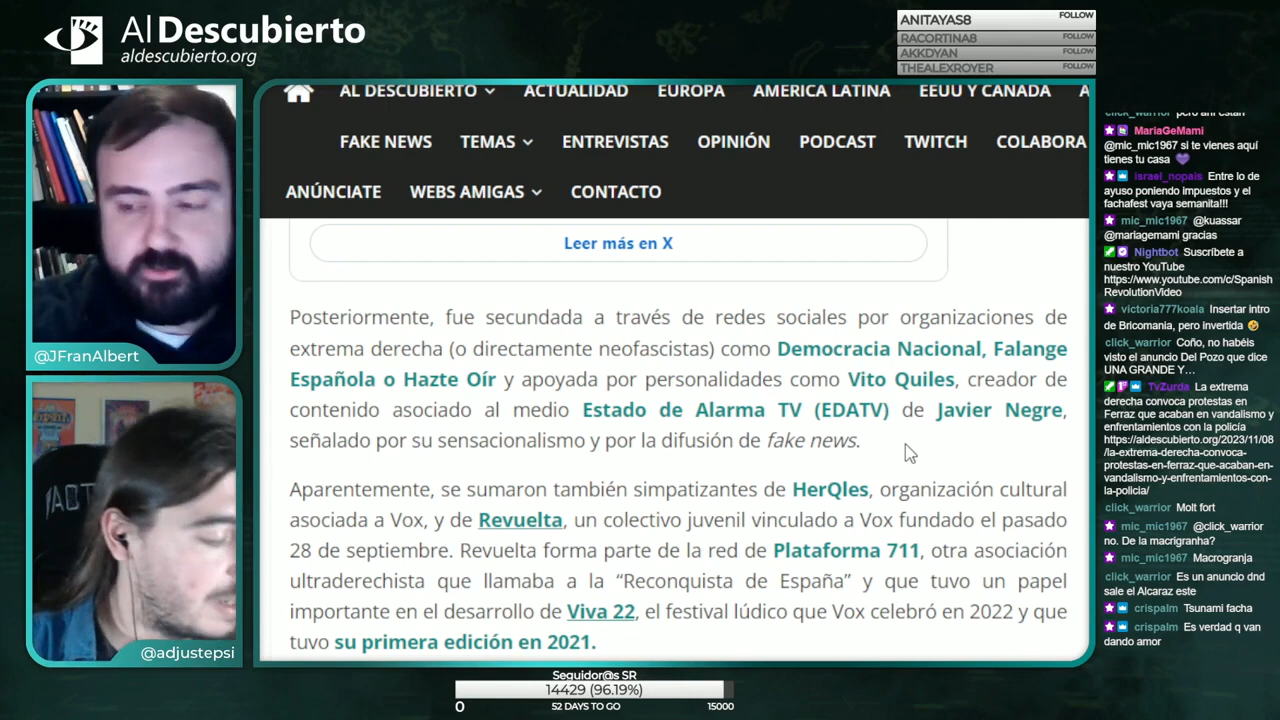 Al Descubierto
aldescubierto.org
ANITAYAS8 FOLLOW
RACORTINA8 FOLLOW
AKKDYAN FOLLOW
THEALEXROYER FOLLOW
@JFranAlbert
@adjustepsi
AL DESCUBIERTO ACTUALIDAD EUROPA AMÉRICA LATINA EEUU Y CANADÁ
FAKE NEWS TEMAS ENTREVISTAS OPINIÓN PODCAST TWITCH COLABORA
ANÚNCIATE WEBS AMIGAS CONTACTO
Leer más en X
Posteriormente, fue secundada a través de redes sociales por organizaciones de
extrema derecha (o directamente neofascistas) como Democracia Nacional, Falange
Española o Hazte Oír y apoyada por personalidades como Vito Quiles, creador de
contenido asociado al medio Estado de Alarma TV (EDATV) de Javier Negre,
señalado por su sensacionalismo y por la difusión de fake news.
Aparentemente, se sumaron también simpatizantes de HerQles, organización cultural
asociada a Vox, y de Revuelta, un colectivo juvenil vinculado a Vox fundado el pasado
28 de septiembre. Revuelta forma parte de la red de Plataforma 711, otra asociación
ultraderechista que llamaba a la “Reconquista de España” y que tuvo un papel
importante en el desarrollo de Viva 22, el festival lúdico que Vox celebró en 2022 y que
tuvo su primera edición en 2021.
click_warrior pero ahí están
MariaGeMami
@mic_mic1967 si te vienes aquí
tienes tu casa
israel_nopais Entre lo de
ayuso poniendo impuestos y el
fachafest vaya semanita!!!
mic_mic1967 @kuassar
@mariagemami gracias
Nightbot Suscríbete a
nuestro YouTube
https://www.youtube.com/c/Spanish
RevolutionVideo
victoria777koala Insertar intro
de Bricomania, pero invertida
click_warrior Coño, no habéis
visto el anuncio Del Pozo que dice
UNA GRANDE Y…
TvZurda La extrema
derecha convoca protestas en
Ferraz que acaban en vandalismo y
enfrentamientos con la policía
https://aldescubierto.org/2023/11/08
/la-extrema-derecha-convoca-
protestas-en-ferraz-que-acaban-en-
vandalismo-y-enfrentamientos-con-
la-policia/
click_warrior Molt fort
mic_mic1967 @click_warrior
no. De la macrigranha?
mic_mic1967 Macrogranja
click_warrior Es un anuncio dnd
sale el Alcaraz este
crispalm Tsunami facha
crispalm Es verdad q van
dando amor
Seguidor@s SR
14429 (96.19%)
0 52 DAYS TO GO 15000